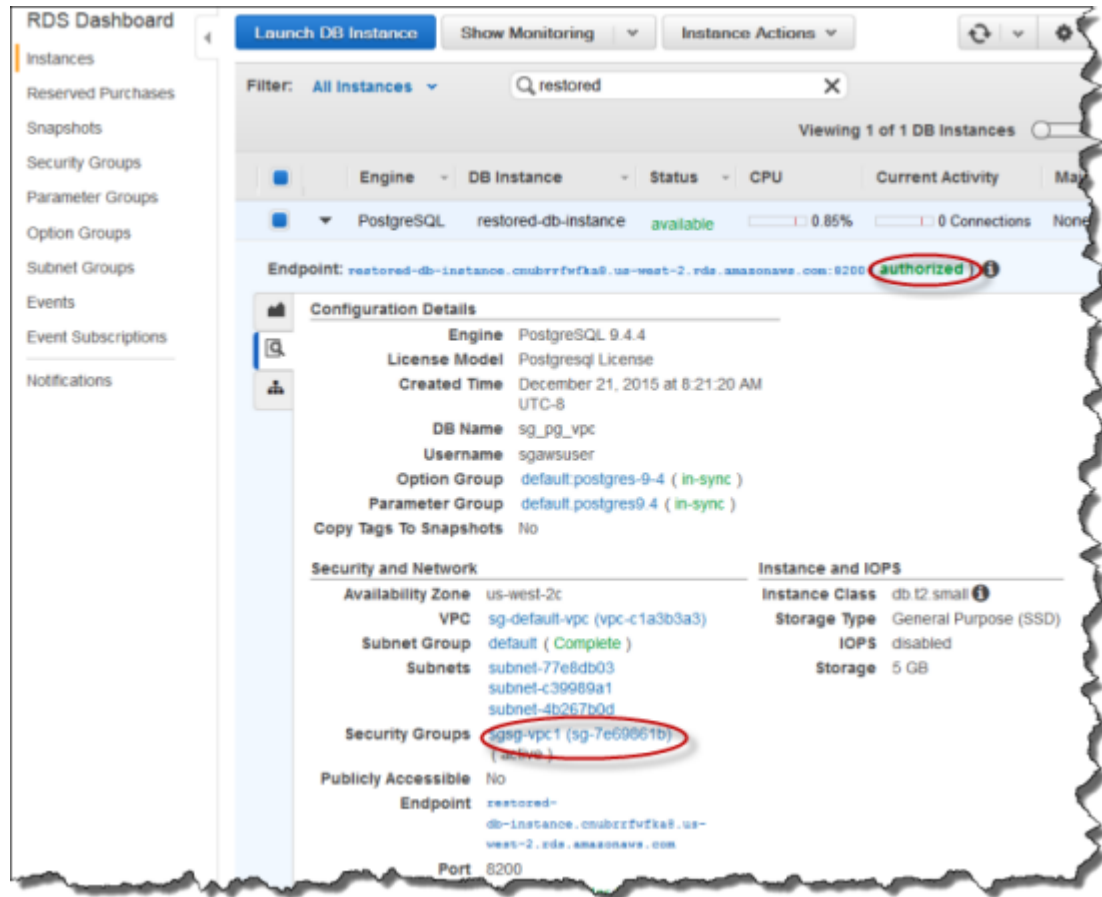 RDS Dashboard
Instances
Reserved Purchases
Snapshots
Security Groups
Parameter Groups
Option Groups
Subnet Groups
Events
Event Subscriptions
Notifications
Launch DB Instance Show Monitoring Instance Actions
Filter: All Instances restored
Viewing 1 of 1 DB Instances
Engine DB Instance Status CPU Current Activity
PostgreSQL restored-db-instance available 0.85% 0 Connections None
Endpoint: restored-db-instance.cnubrrfwfka8.us-west-2.rds.amazonaws.com:8200 authorized )
Configuration Details
Engine PostgreSQL 9.4.4
License Model Postgresql License
Created Time December 21, 2015 at 8:21:20 AM
UTC-8
DB Name sg_pg_vpc
Username sgawsuser
Option Group default:postgres-9-4 ( in-sync )
Parameter Group default.postgres9.4 ( in-sync )
Copy Tags To Snapshots No
Security and Network
Availability Zone us-west-2c
VPC sg-default-vpc (vpc-c1a3b3a3)
Subnet Group default ( Complete )
Subnets subnet-77e8db03
subnet-c39989a1
subnet-4b267b0d
Security Groups sgsg-vpc1 (sg-7e69861b)
( active )
Publicly Accessible No
Endpoint restored-
db-instance.cnubrrfwfka8.us-
west-2.rds.amazonaws.com
Port 8200
Instance and IOPS
Instance Class db.t2.small
Storage Type General Purpose (SSD)
IOPS disabled
Storage 5 GB